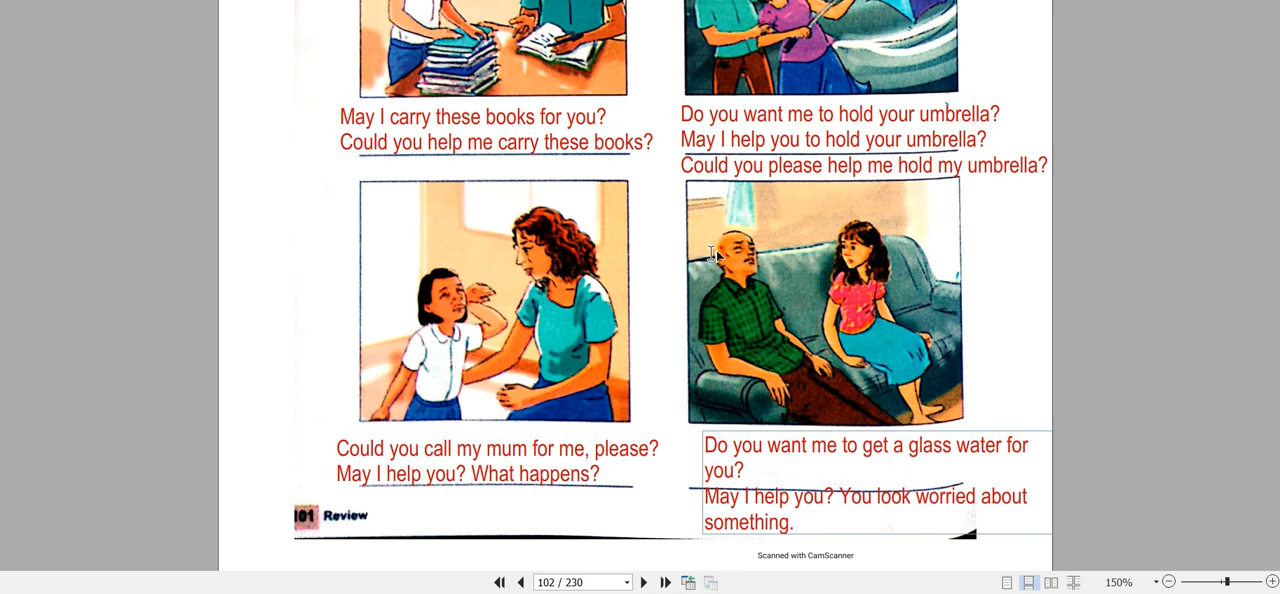 May I carry these books for you?
Could you help me carry these books?
Do you want me to hold your umbrella?
May I help you to hold your umbrella?
Could you please help me hold my umbrella?
Could you call my mum for me, please?
May I help you? What happens?
Do you want me to get a glass water for
you?
May I help you? You look worried about
something.
101 Review
Scanned with CamScanner
102 / 230
150%